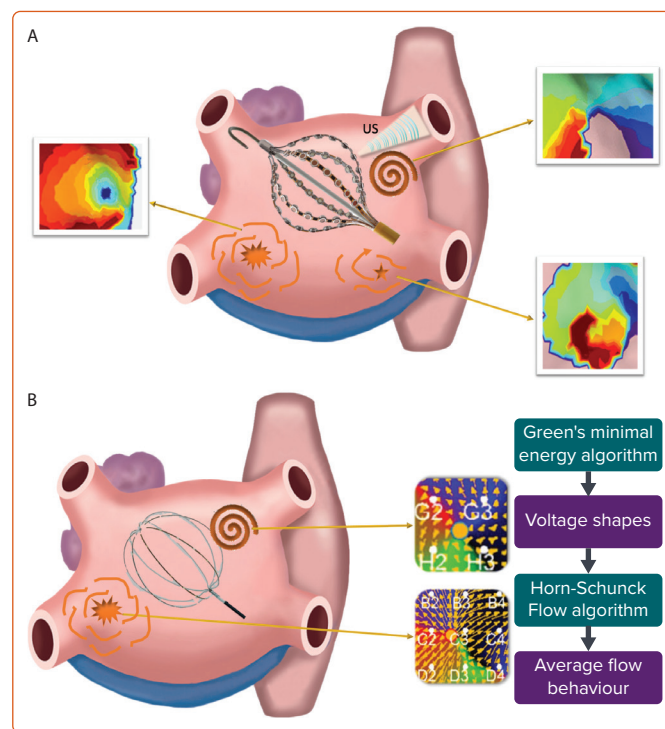 A
US
B
Green's minimal
energy algorithm
Voltage shapes
Horn-Schunck
Flow algorithm
Average flow
behaviour
G2 G3
H2 H3
B2 B3 B4
C2 C3 C4
D2 D3 D4